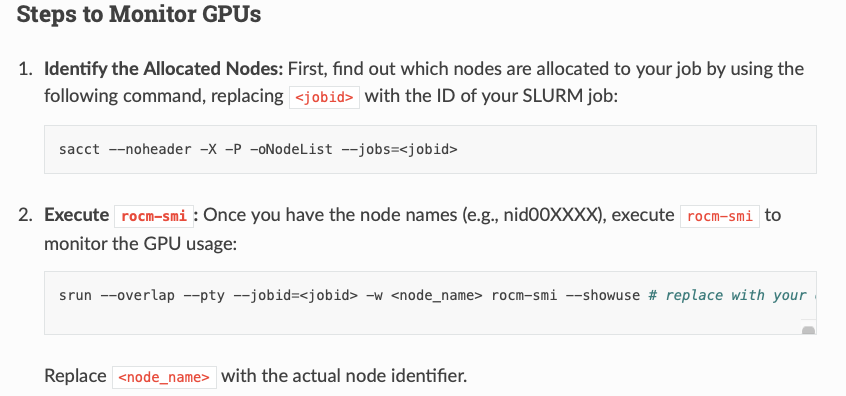 Steps to Monitor GPUs
1. Identify the Allocated Nodes: First, find out which nodes are allocated to your job by using the
following command, replacing <jobid> with the ID of your SLURM job:
sacct --noheader -X -P -oNodeList --jobs=<jobid>
2. Execute rocm-smi : Once you have the node names (e.g., nid00XXXX), execute rocm-smi to
monitor the GPU usage:
srun --overlap --pty --jobid=<jobid> -w <node_name> rocm-smi --showuse # replace with your
Replace <node_name> with the actual node identifier.